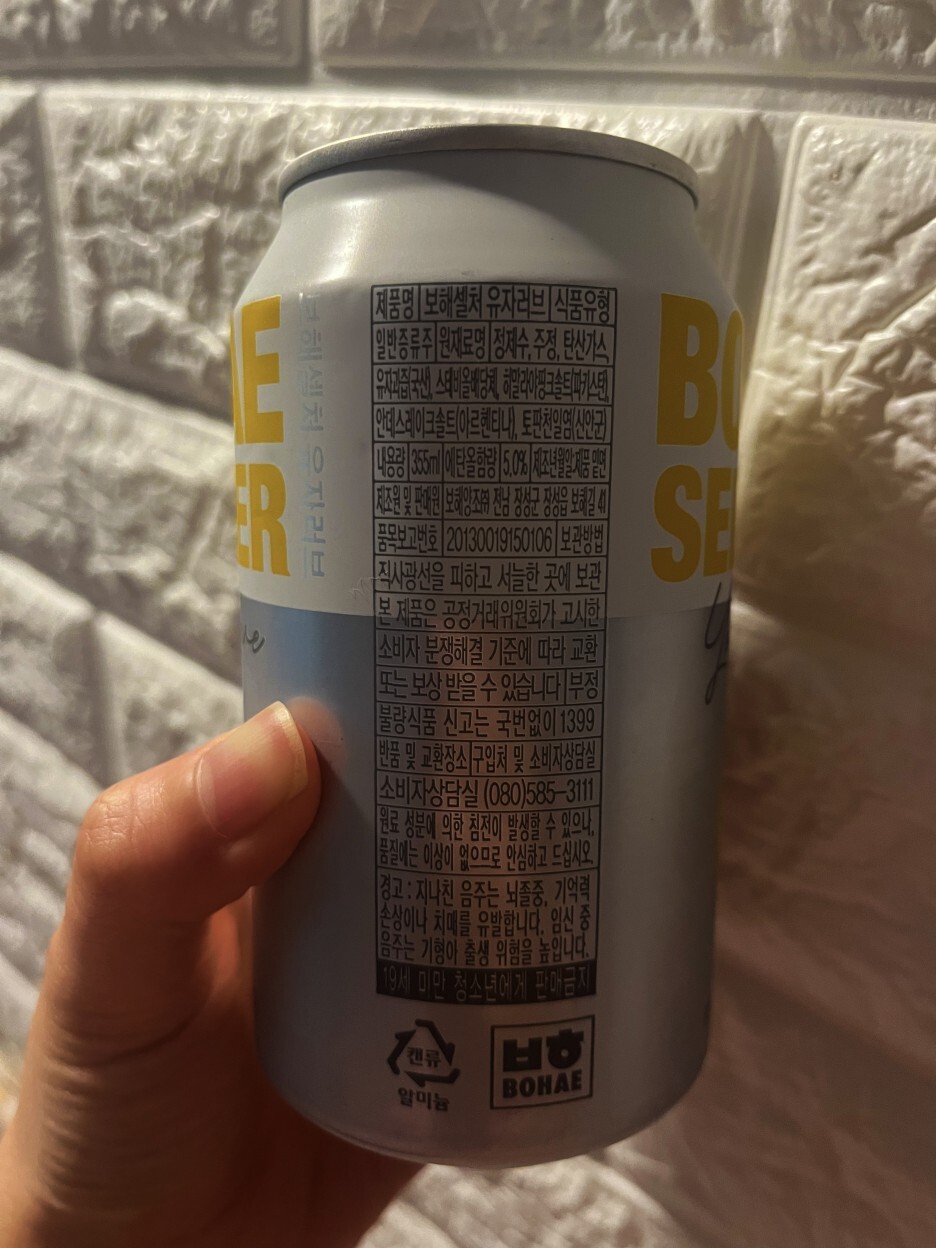 제품명 보해셀처 유자러브 식품유형
일반증류주 원재료명 정제수, 주정, 탄산가스,
유자과즙(국산), 스테비올배당체, 히말라야핑크솔트(파키스탄),
안데스레이크솔트(아르헨티나), 토판천일염(신안군)
내용량 355ml 에탄올함량 5.0% 제조년월일 제품 밑면
제조원 및 판매원 보해양조㈜ 전남 장성군 장성읍 보해길 41
품목보고번호 20130019150106 보관방법
직사광선을 피하고 서늘한 곳에 보관
본 제품은 공정거래위원회가 고시한
소비자 분쟁해결 기준에 따라 교환
또는 보상 받을 수 있습니다 부정
불량식품 신고는 국번없이 1399
반품 및 교환장소 구입처 및 소비자상담실
소비자상담실 (080)585-3111
원료 성분에 의한 침전이 발생할 수 있으나,
품질에는 이상이 없으므로 안심하고 드십시오.
경고 : 지나친 음주는 뇌졸중, 기억력
손상이나 치매를 유발합니다. 임신 중
음주는 기형아 출생 위험을 높입니다.
19세 미만 청소년에게 판매금지
캔류
알미늄
보해
BOHAE
보해셀처 유자러브
AE
ER
BO
SE